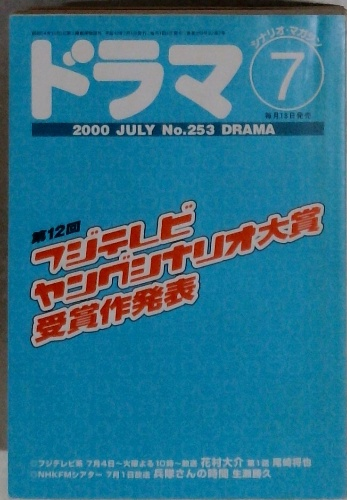 シナリオ・マガジン
ドラマ
7
毎月18日発売
2000 JULY No.253 DRAMA
第12回
フジテレビ
ヤングシナリオ大賞
受賞作発表
◎フジテレビ系 7月4日〜火曜よる10時〜放送 花村大介 第1話 尾崎将也
◎NHKFMシアター 7月1日放送 兵隊さんの時間 生瀬勝久